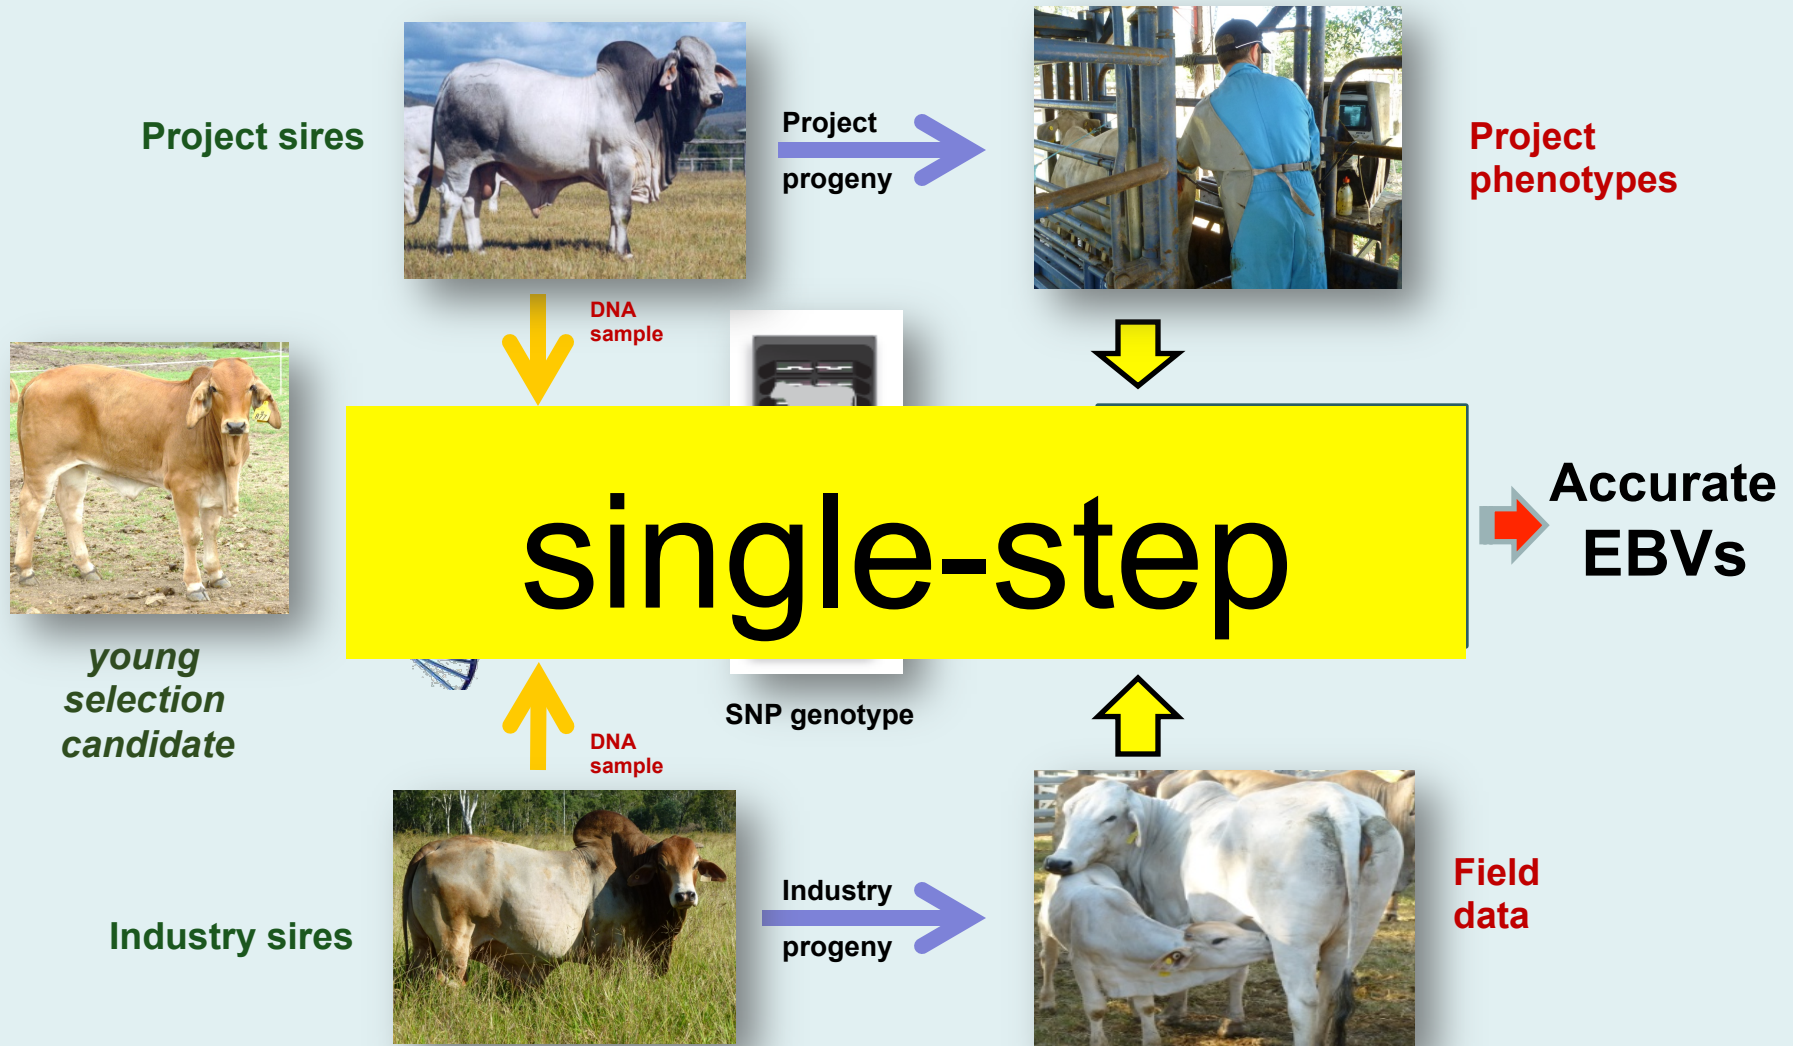 Project sires
Project
progeny
Project
phenotypes
DNA
sample
single-step
Accurate
EBVs
young
selection
candidate
SNP genotype
DNA
sample
Industry sires
Industry
progeny
Field
data